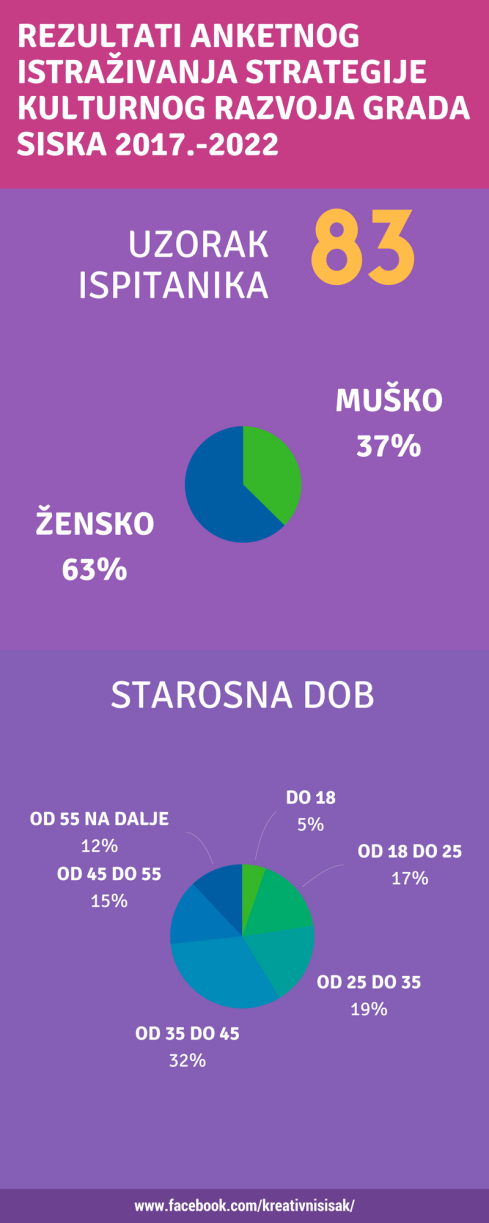 REZULTATI ANKETNOG
ISTRAŽIVANJA STRATEGIJE
KULTURNOG RAZVOJA GRADA
SISKA 2017.-2022
UZORAK
ISPITANIKA
83
MUŠKO
37%
ŽENSKO
63%
STAROSNA DOB
DO 18
5%
OD 55 NA DALJE
12%
OD 18 DO 25
17%
OD 45 DO 55
15%
OD 25 DO 35
19%
OD 35 DO 45
32%
www.facebook.com/kreativnisisak/